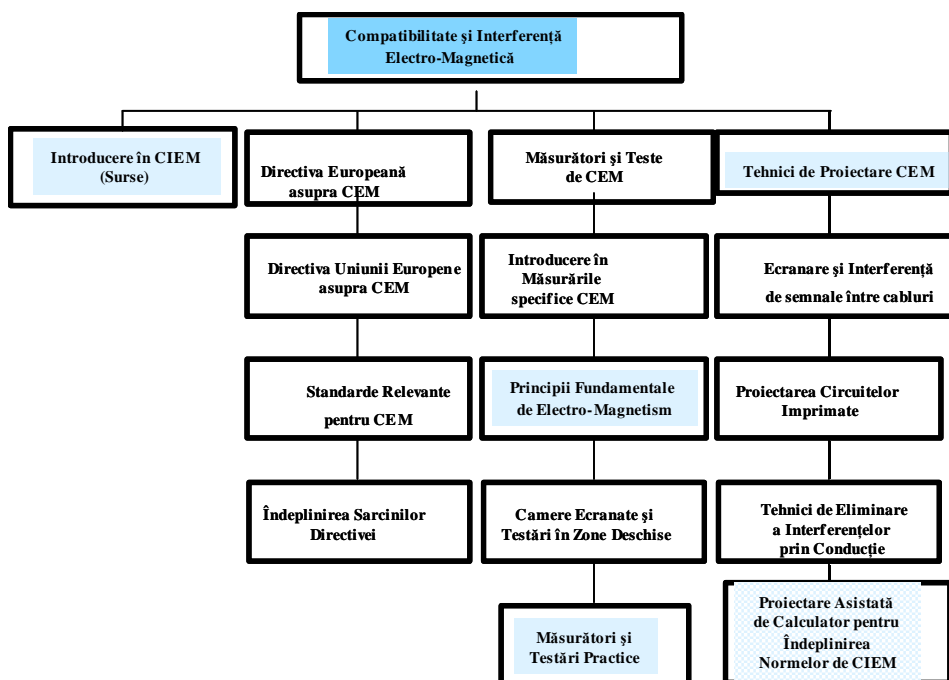 Compatibilitate şi Interferenţă
Electro-Magnetică
Introducere în CIEM
(Surse)
Directiva Europeană
asupra CEM
Măsurători şi Teste
de CEM
Tehnici de Proiectare CEM
Directiva Uniunii Europene
asupra CEM
Introducere în
Măsurările
specifice CEM
Ecranare şi Interferenţă
de semnale între cabluri
Standarde Relevante
pentru CEM
Principii Fundamentale
de Electro-Magnetism
Proiectarea Circuitelor
Imprimate
Îndeplinirea Sarcinilor
Directivei
Camere Ecranate şi
Testări în Zone Deschise
Tehnici de Eliminare
a Interferenţelor
prin Conducţie
Măsurători şi
Testări Practice
Proiectare Asistată
de Calculator pentru
Îndeplinirea
Normelor de CIEM